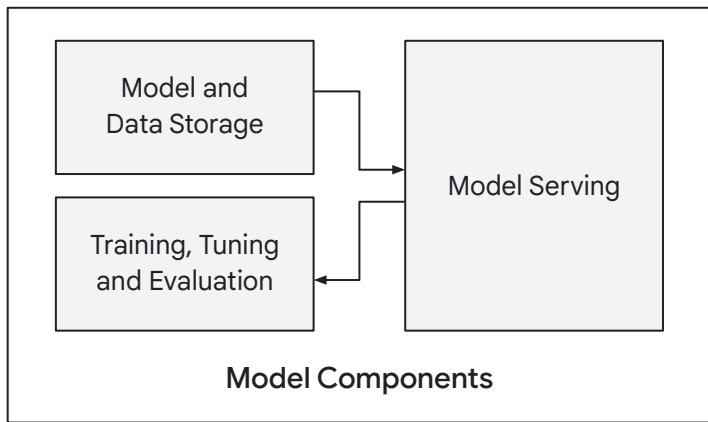 Model and
Data Storage
Model Serving
Training, Tuning
and Evaluation
Model Components